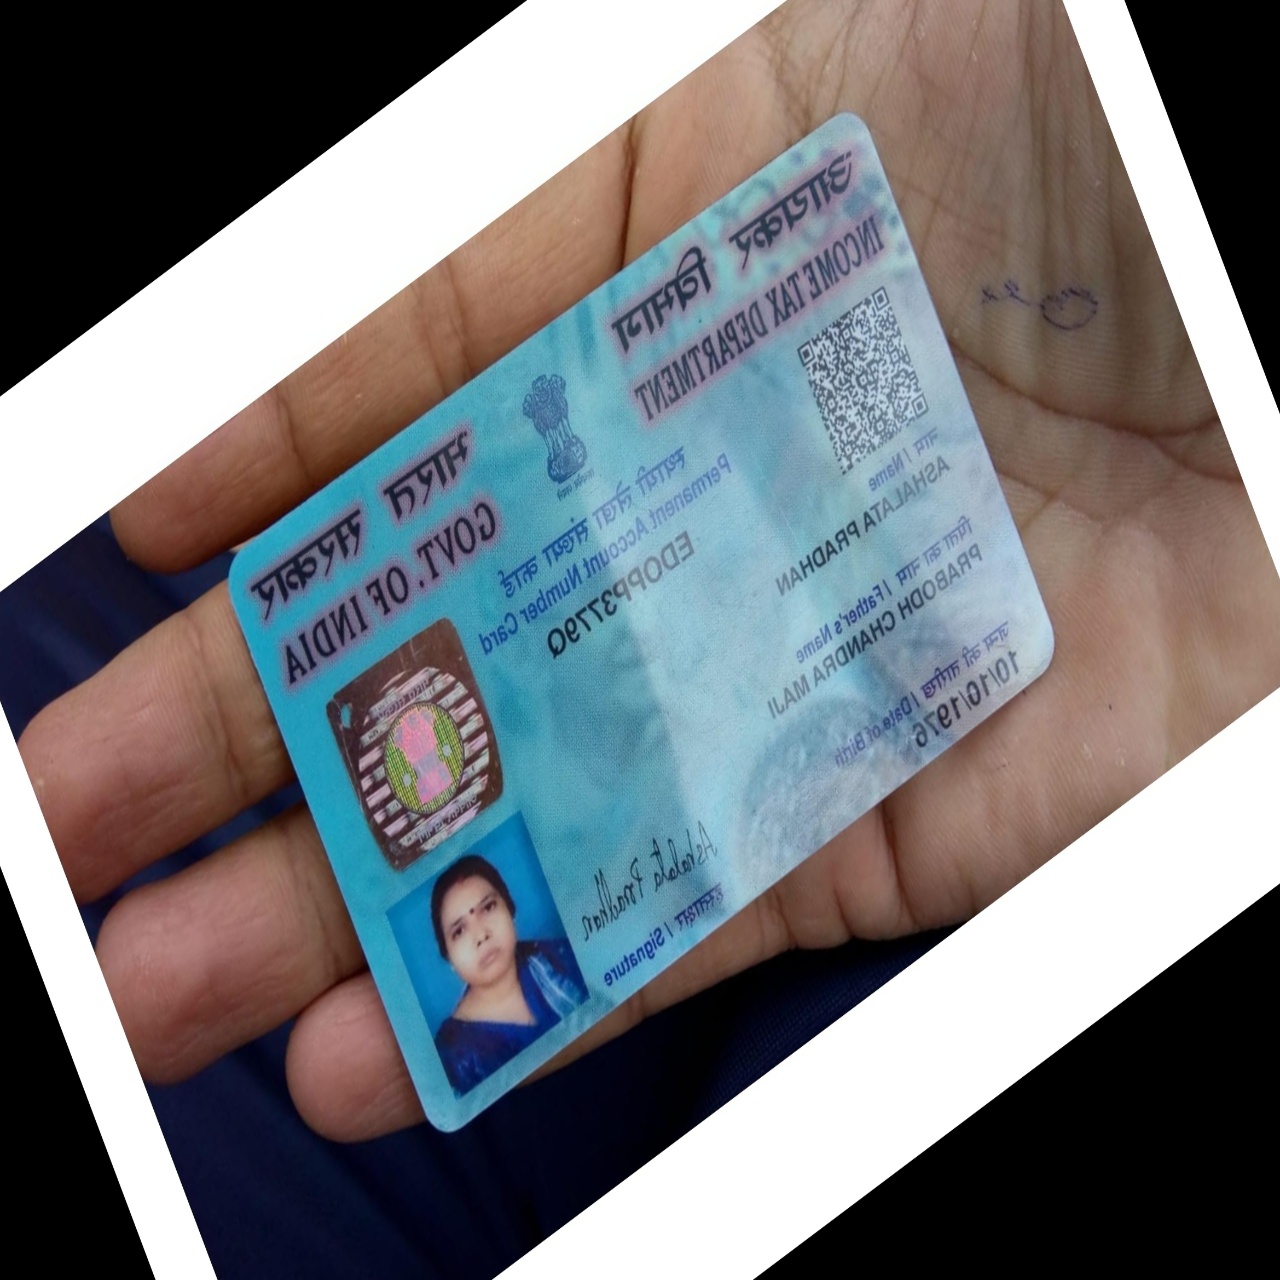 आयकर विभाग
INCOME TAX DEPARTMENT
भारत सरकार
GOVT. OF INDIA
स्थायी लेखा संख्या कार्ड
Permanent Account Number Card
EDOPP3779Q
नाम / Name
ASHALATA PRADHAN
पिता का नाम / Father's Name
PRABODH CHANDRA MAJI
जन्म की तारीख / Date of Birth
10/16/1976
Ashalata Pradhan
हस्ताक्षर / Signature